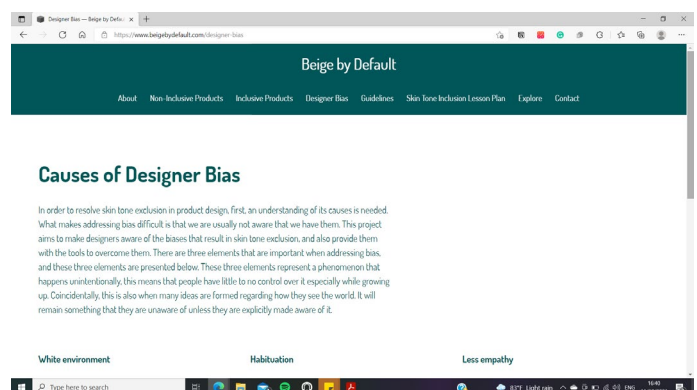 Designer Bias — Beige by Defau
https://www.beigebydefault.com/designer-bias
Beige by Default
About Non-Inclusive Products Inclusive Products Designer Bias Guidelines Skin Tone Inclusion Lesson Plan Explore Contact
Causes of Designer Bias
In order to resolve skin tone exclusion in product design, first, an understanding of its causes is needed.
What makes addressing bias difficult is that we are usually not aware that we have them. This project
aims to make designers aware of the biases that result in skin tone exclusion, and also provide them
with the tools to overcome them. There are three elements that are important when addressing bias,
and these three elements are presented below. These three elements represent a phenomenon that
happens unintentionally, this means that people have little to no control over it especially while growing
up. Coincidentally, this is also when many ideas are formed regarding how they see the world. It will
remain something that they are unaware of unless they are explicitly made aware of it.
White environment Habituation Less empathy
Type here to search
83°F Light rain ENG 16:40